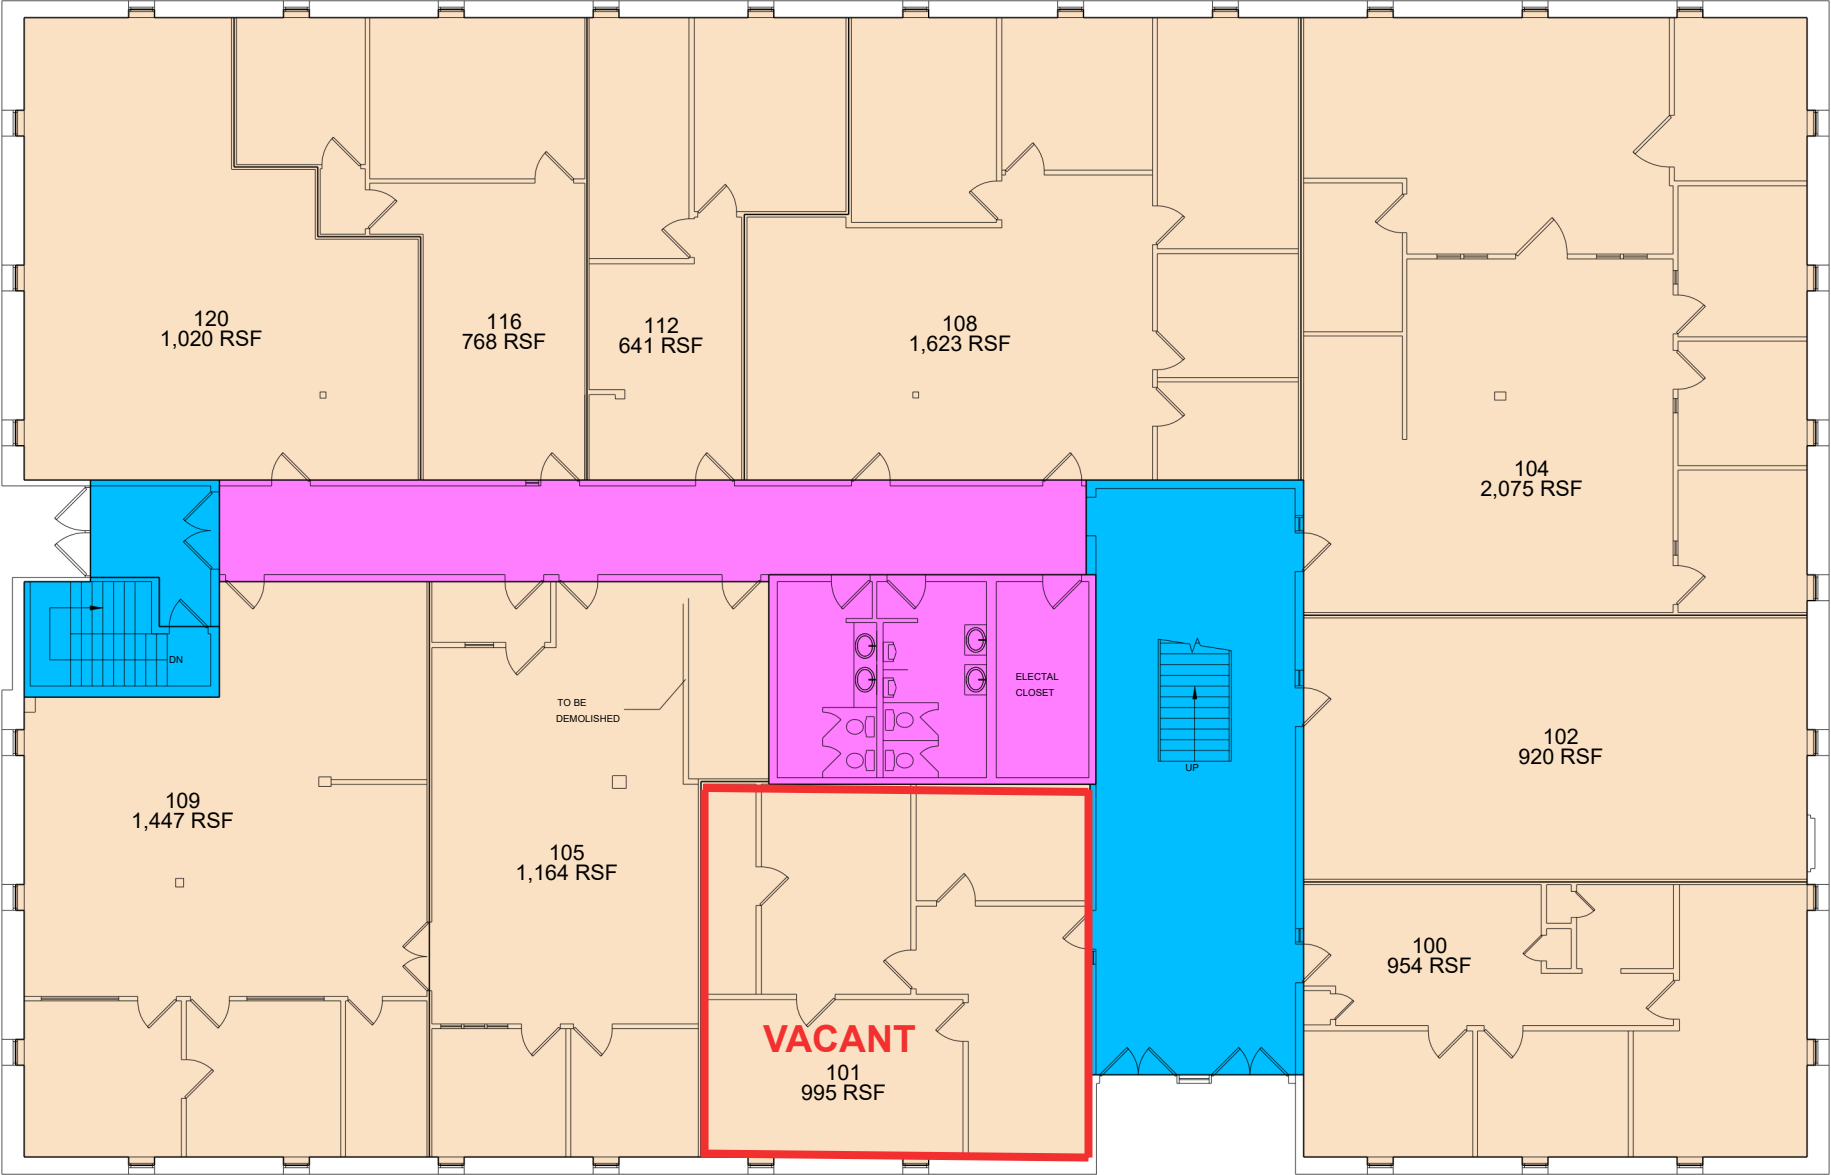 120
1,020 RSF
116
768 RSF
112
641 RSF
108
1,623 RSF
104
2,075 RSF
DN
TO BE
DEMOLISHED
ELECTAL
CLOSET
UP
102
920 RSF
109
1,447 RSF
105
1,164 RSF
100
954 RSF
VACANT
101
995 RSF